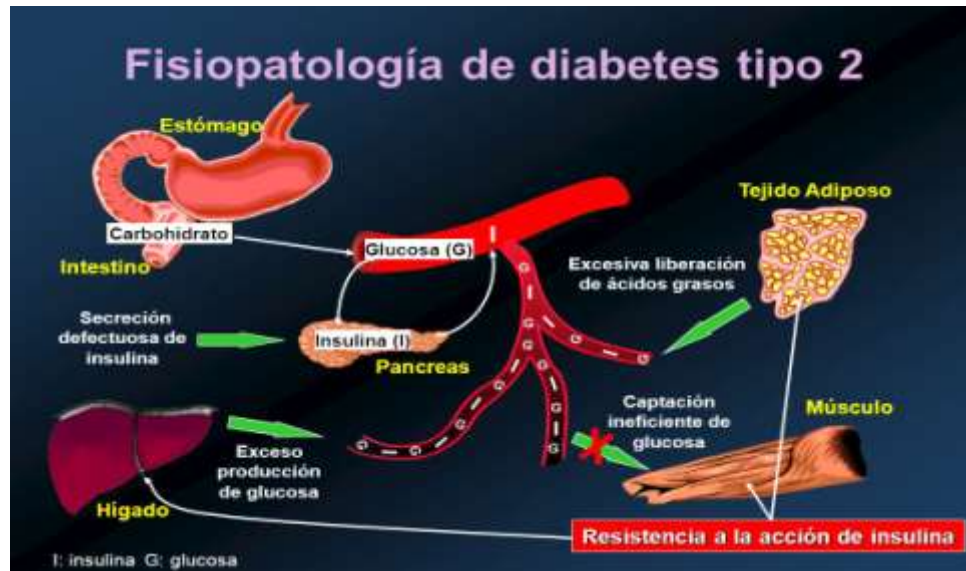 Fisiopatología de diabetes tipo 2
Estómago
Carbohidrato
Intestino
Glucosa (G)
I
Tejido Adiposo
Excesiva liberación
de ácidos grasos
Secreción
defectuosa de
insulina
Insulina (I)
Pancreas
G
I
G
I
G
G
I
G
I
G
I
G
I
G
G
I
G
I
G
Captación
ineficiente de
glucosa
Músculo
Exceso
producción
de glucosa
Hígado
Resistencia a la acción de insulina
I: insulina G: glucosa